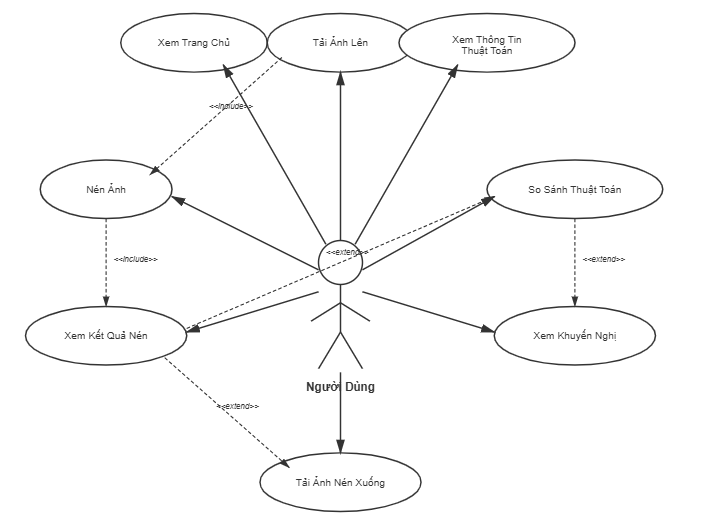 Xem Trang Chủ
Tải Ảnh Lên
Xem Thông Tin
Thuật Toán
<<include>>
Nén Ảnh
So Sánh Thuật Toán
<<extend>>
<<include>>
<<extend>>
Xem Kết Quả Nén
Xem Khuyến Nghị
Người Dùng
<<extend>>
Tải Ảnh Nén Xuống